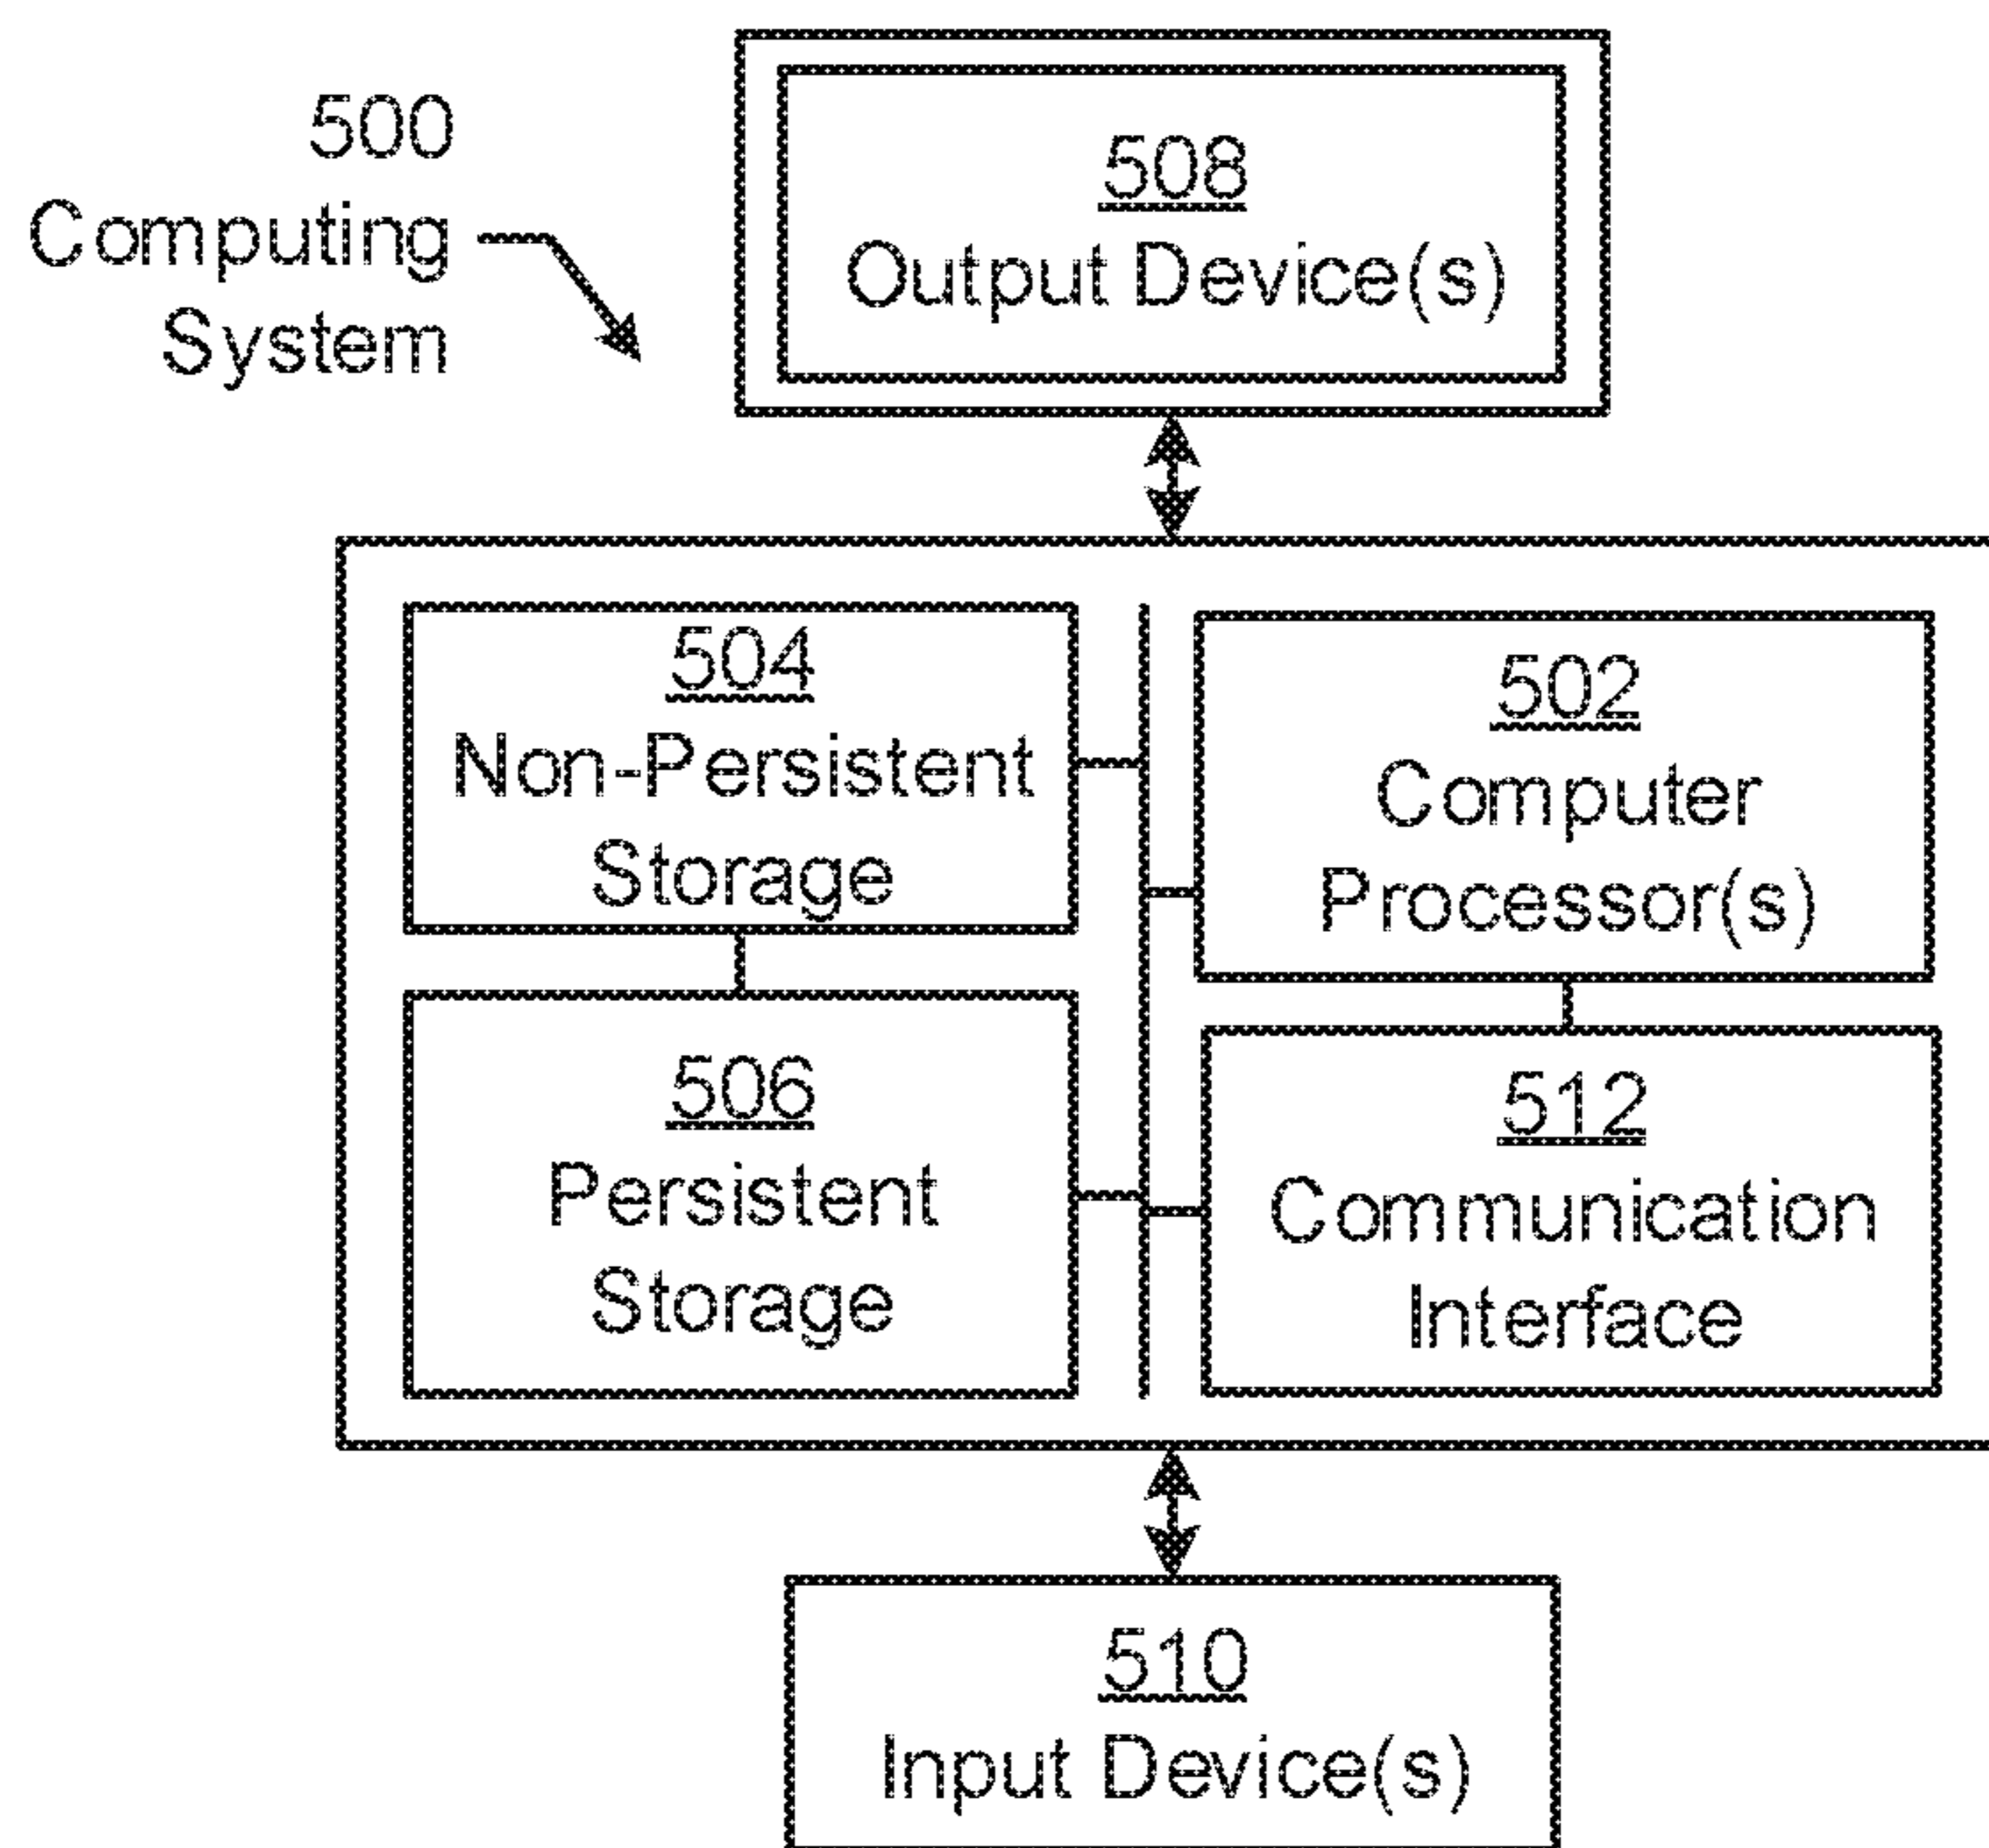 500
Computing
System
508
Output Device(s)
504
Non-Persistent
Storage
502
Computer
Processor(s)
506
Persistent
Storage
512
Communication
Interface
510
Input Device(s)